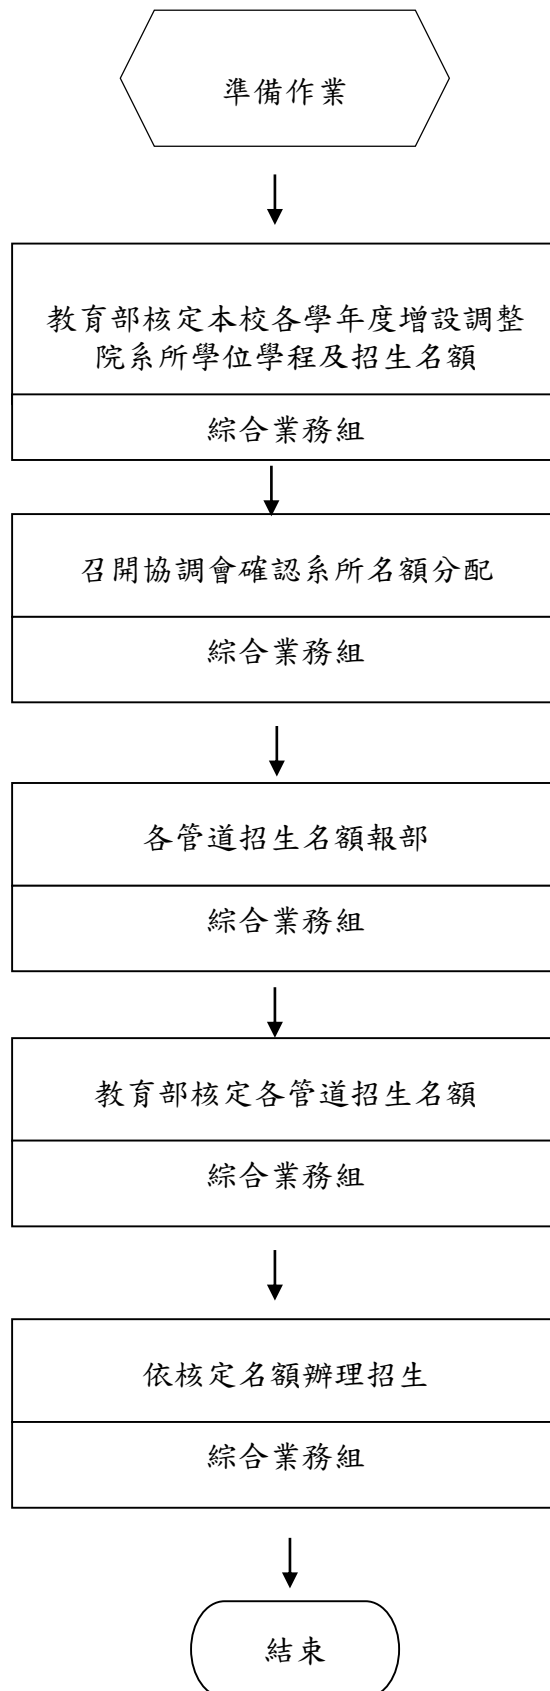 準備作業
教育部核定本校各學年度增設調整
院系所學位學程及招生名額
綜合業務組
召開協調會確認系所名額分配
綜合業務組
各管道招生名額報部
綜合業務組
教育部核定各管道招生名額
綜合業務組
依核定名額辦理招生
綜合業務組
結束